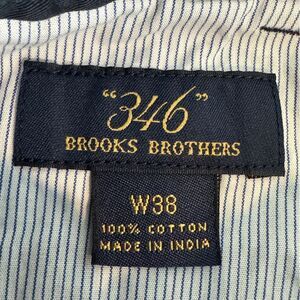 "346"
BROOKS BROTHERS
W38
100% COTTON
MADE IN INDIA